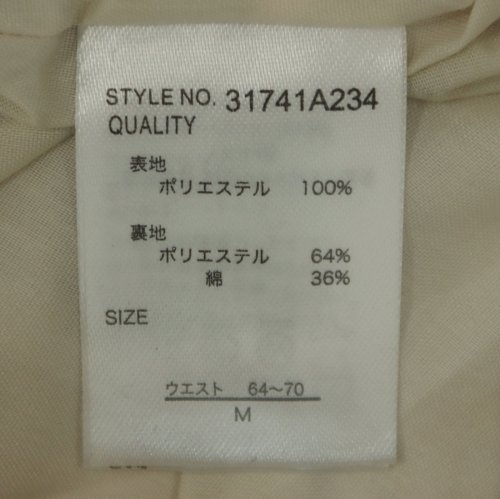 STYLE NO. 31741A234
QUALITY
表地
ポリエステル 100%
裏地
ポリエステル 64%
綿 36%
SIZE
ウエスト 64～70
M